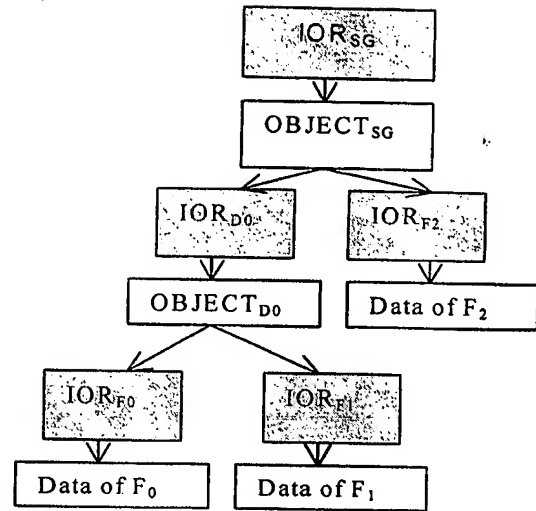 IOR_SG
OBJECT_SG
IOR_D0
IOR_F2
OBJECT_D0
Data of F_2
IOR_F0
IOR_F1
Data of F_0
Data of F_1